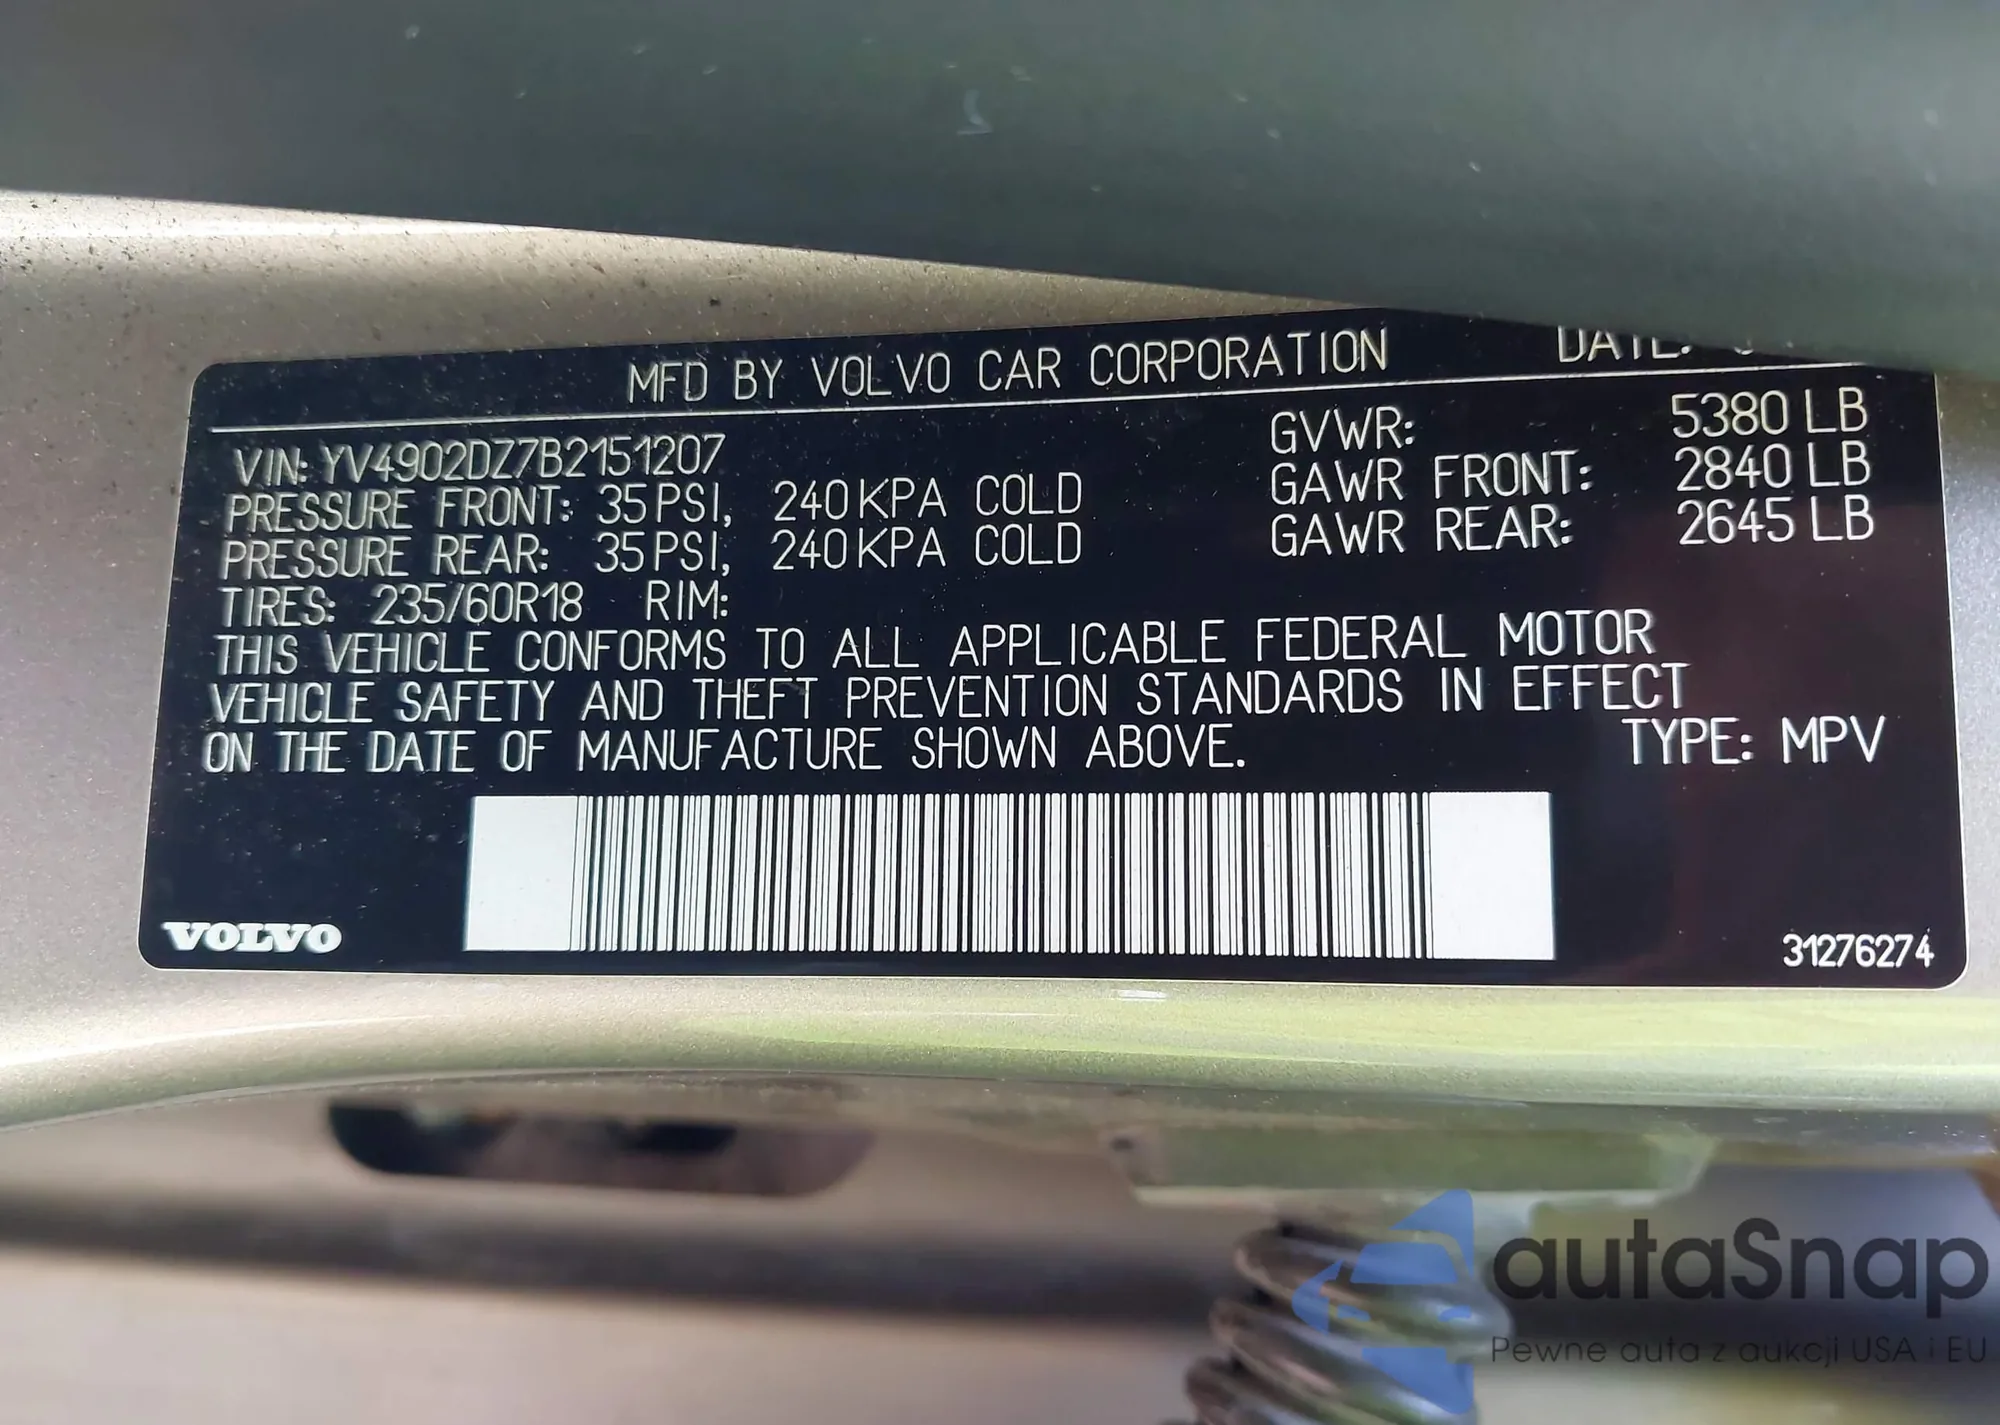 MFD BY VOLVO CAR CORPORATION DATE:
VIN: YV4902DZ7B2151207
GVWR: 5380 LB
PRESSURE FRONT: 35 PSI, 240 KPA COLD
GAWR FRONT: 2840 LB
PRESSURE REAR: 35 PSI, 240 KPA COLD
GAWR REAR: 2645 LB
TIRES: 235/60R18 RIM:
THIS VEHICLE CONFORMS TO ALL APPLICABLE FEDERAL MOTOR
VEHICLE SAFETY AND THEFT PREVENTION STANDARDS IN EFFECT
ON THE DATE OF MANUFACTURE SHOWN ABOVE.
TYPE: MPV
VOLVO
31276274
autaSnap
Pewne auta z aukcji USA i EU